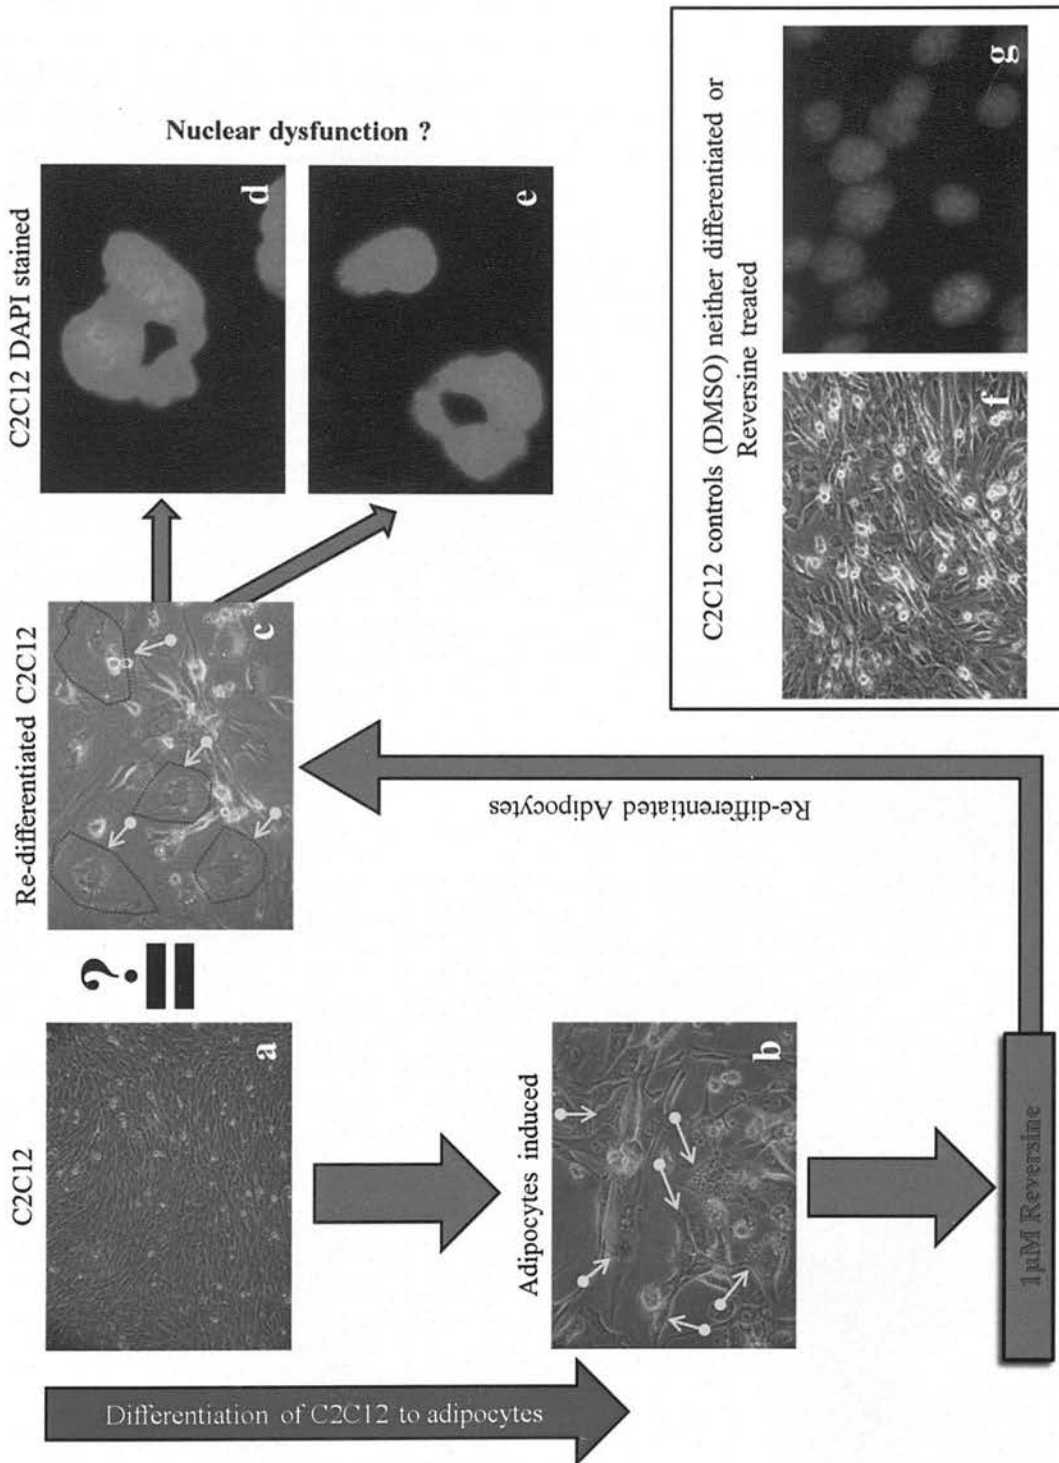 Differentiation of C2C12 to adipocytes
C2C12
a
Adipocytes induced
b
1µM Reversine
Re-differentiated Adipocytes
? =
Re-differentiated C2C12
c
C2C12 DAPI stained
d
e
Nuclear dysfunction ?
C2C12 controls (DMSO) neither differentiated or
Reversine treated
f
g